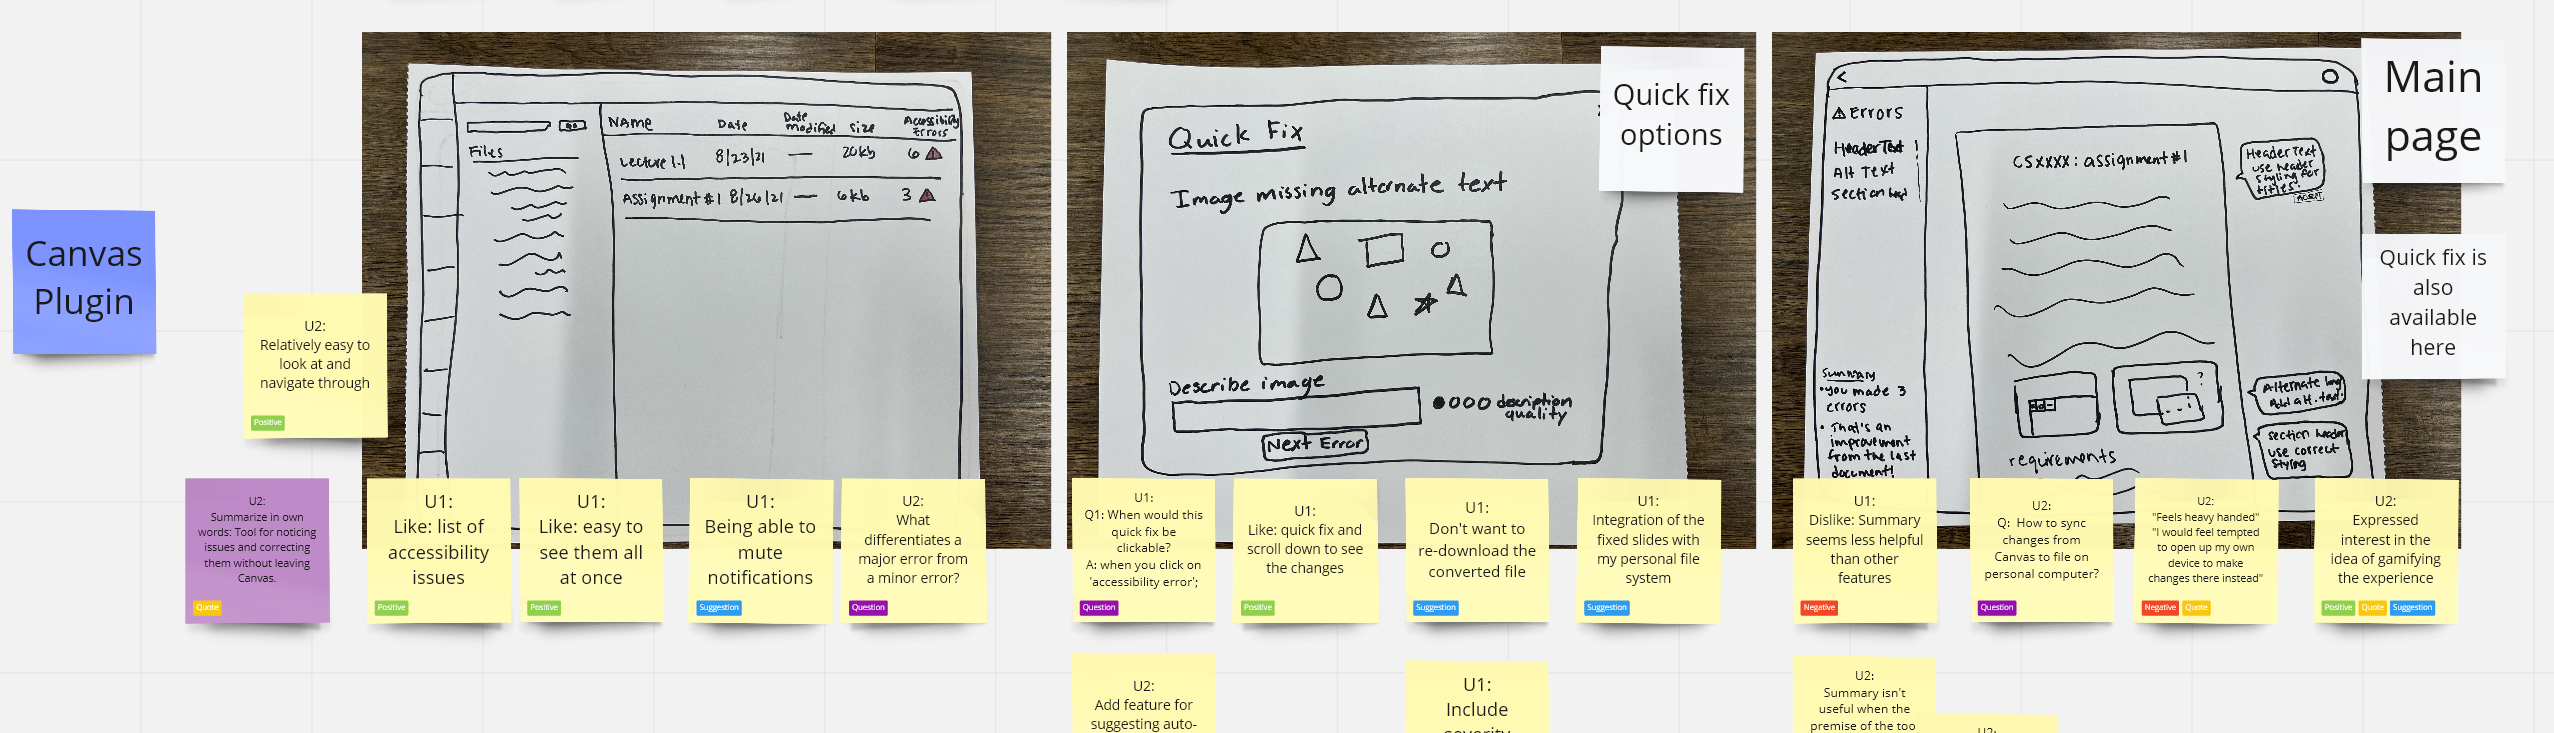 Canvas
Plugin
U2:
Relatively easy to
look at and
navigate through
Positive
U2:
Summarize in own
words: Tool for noticing
issues and correcting
them without leaving
Canvas.
Quote
GO
Files
NAME Date Date modified Size Accessibility Errors
Lecture 1.1 8/23/21 — 20kb 6
Assignment #1 8/26/21 — 6kb 3
U1:
Like: list of
accessibility
issues
Positive
U1:
Like: easy to
see them all
at once
Positive
U1:
Being able to
mute
notifications
Suggestion
U2:
What
differentiates a
major error from
a minor error?
Question
Quick fix
options
Quick Fix
Image missing alternate text
Describe image
description
quality
Next Error
U1:
Q1: When would this
quick fix be
clickable?
A: when you click on
'accessibility error';
Question
U1:
Like: quick fix and
scroll down to see
the changes
Positive
U1:
Don't want to
re-download the
converted file
Suggestion
U1:
Integration of the
fixed slides with
my personal file
system
Suggestion
U2:
Add feature for
suggesting auto-
U1:
Include
severity
Main
page
Quick fix is
also
available
here
Errors
Header Text
Alt Text
Section
CSXXXX: assignment #1
Header Text
use header
styling for
titles.
Alternate
Add alt. text.
section header
use correct
styling
requirements
Summary
• you made 3
errors
• That's an
improvement
from the last
document!
U1:
Dislike: Summary
seems less helpful
than other
features
Negative
U2:
Q: How to sync
changes from
Canvas to file on
personal computer?
Question
U2:
"Feels heavy handed"
"I would feel tempted
to open up my own
device to make
changes there instead"
Negative Quote
U2:
Expressed
interest in the
idea of gamifying
the experience
Positive Quote Suggestion
U2:
Summary isn't
useful when the
premise of the too
U2: